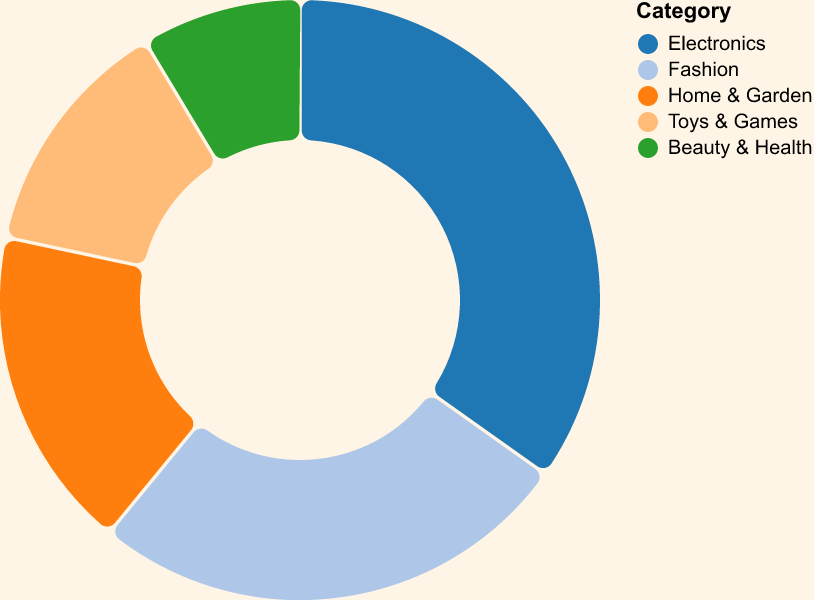 Category
Electronics
Fashion
Home & Garden
Toys & Games
Beauty & Health